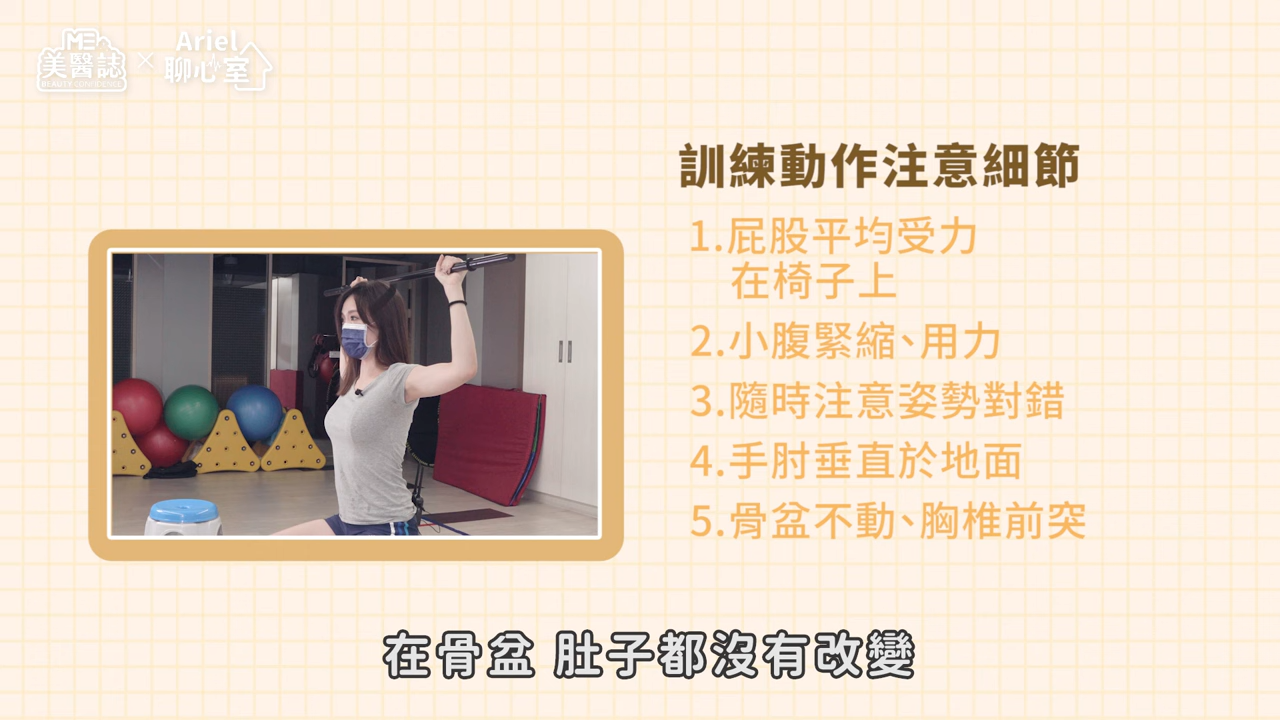 ME
美醫誌
BEAUTY CONFIDENCE
×
Ariel
聊心室
訓練動作注意細節
1.屁股平均受力
在椅子上
2.小腹緊縮、用力
3.隨時注意姿勢對錯
4.手肘垂直於地面
5.骨盆不動、胸椎前突
在骨盆 肚子都沒有改變